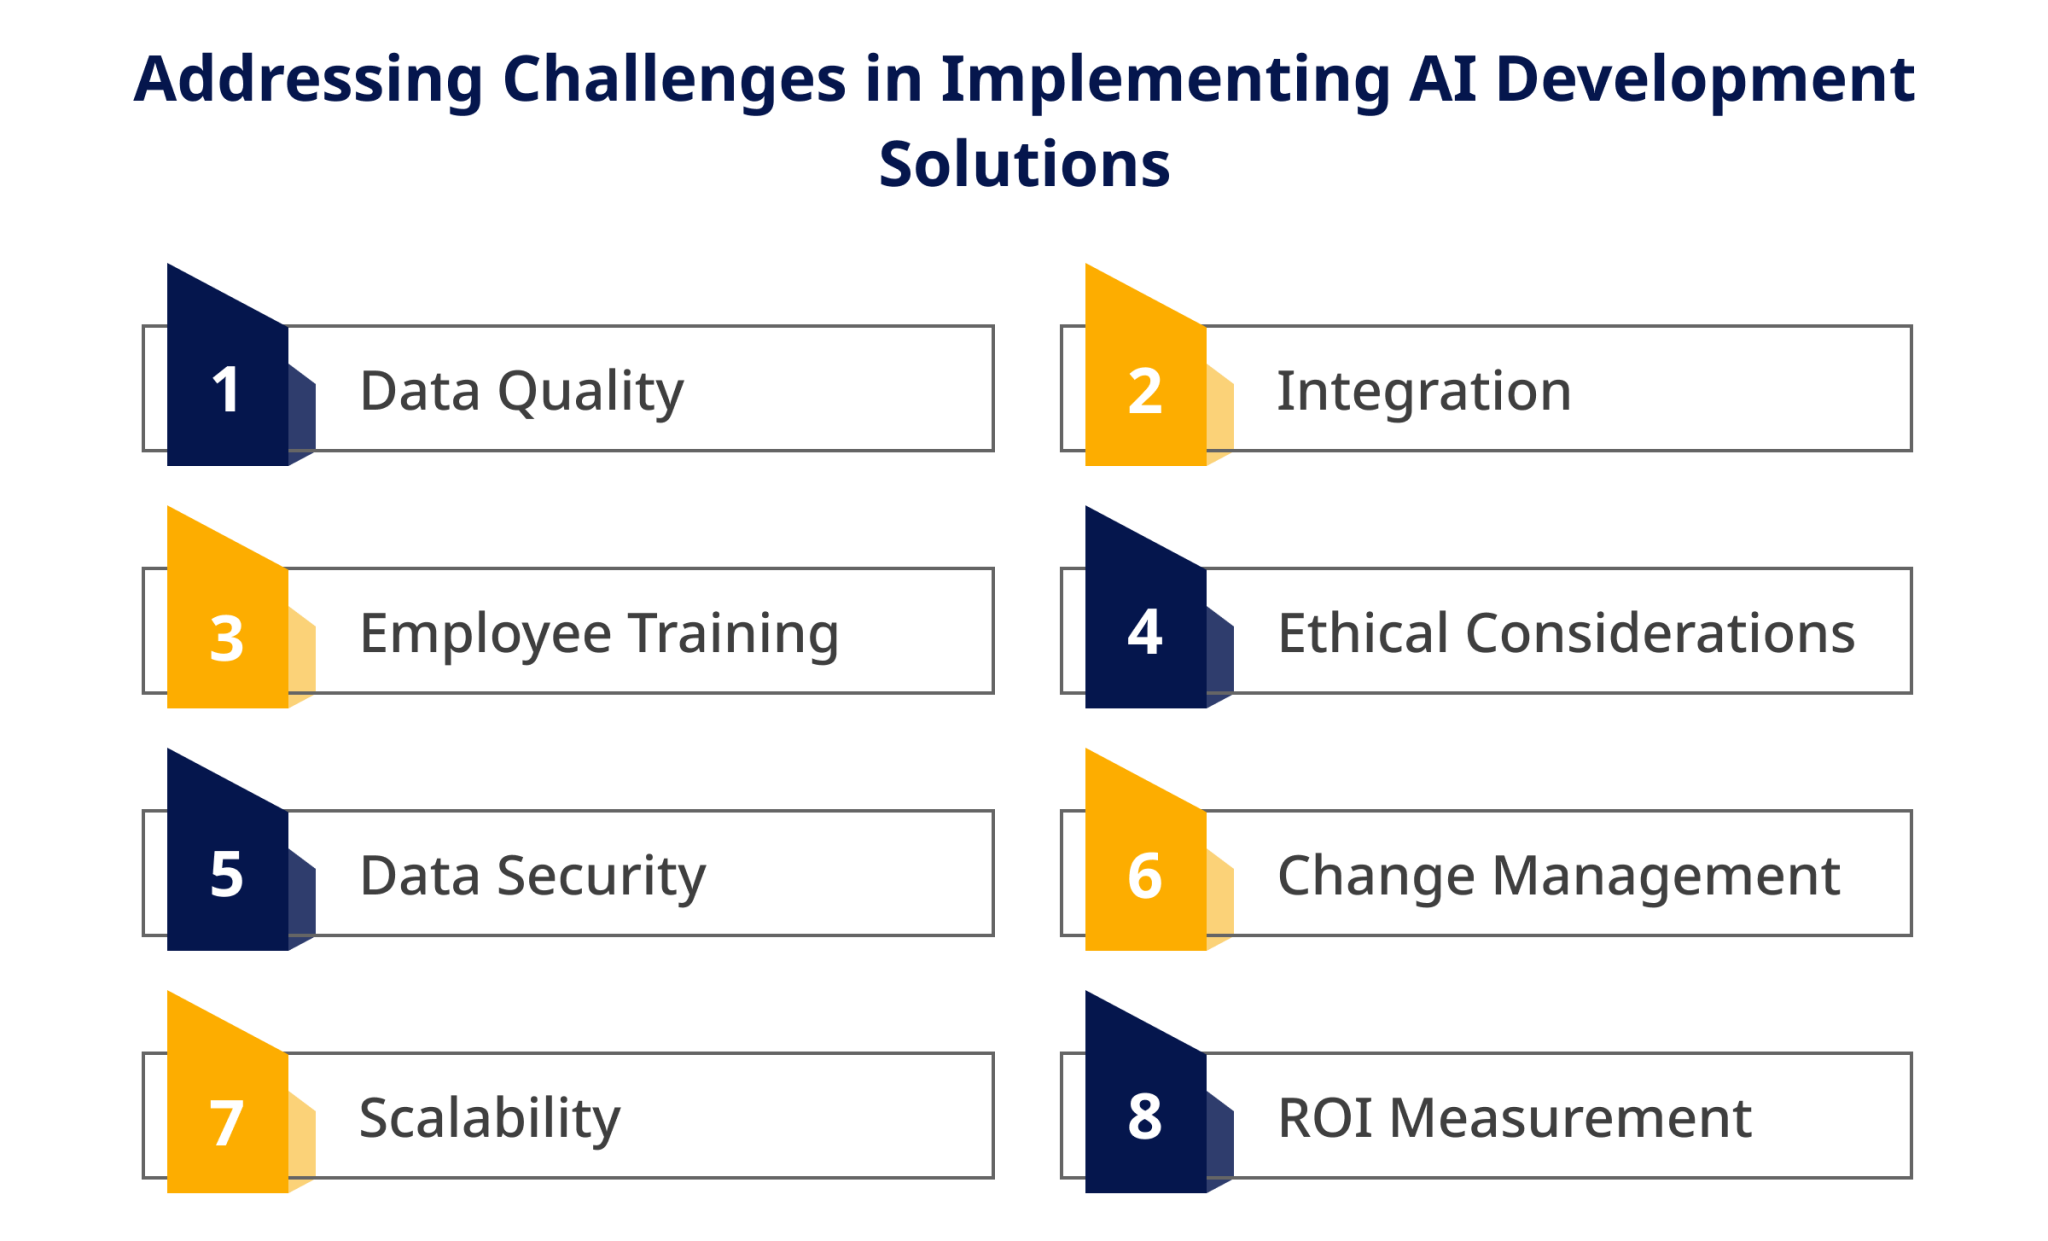 Addressing Challenges in Implementing AI Development
Solutions
1 Data Quality
2 Integration
3 Employee Training
4 Ethical Considerations
5 Data Security
6 Change Management
7 Scalability
8 ROI Measurement